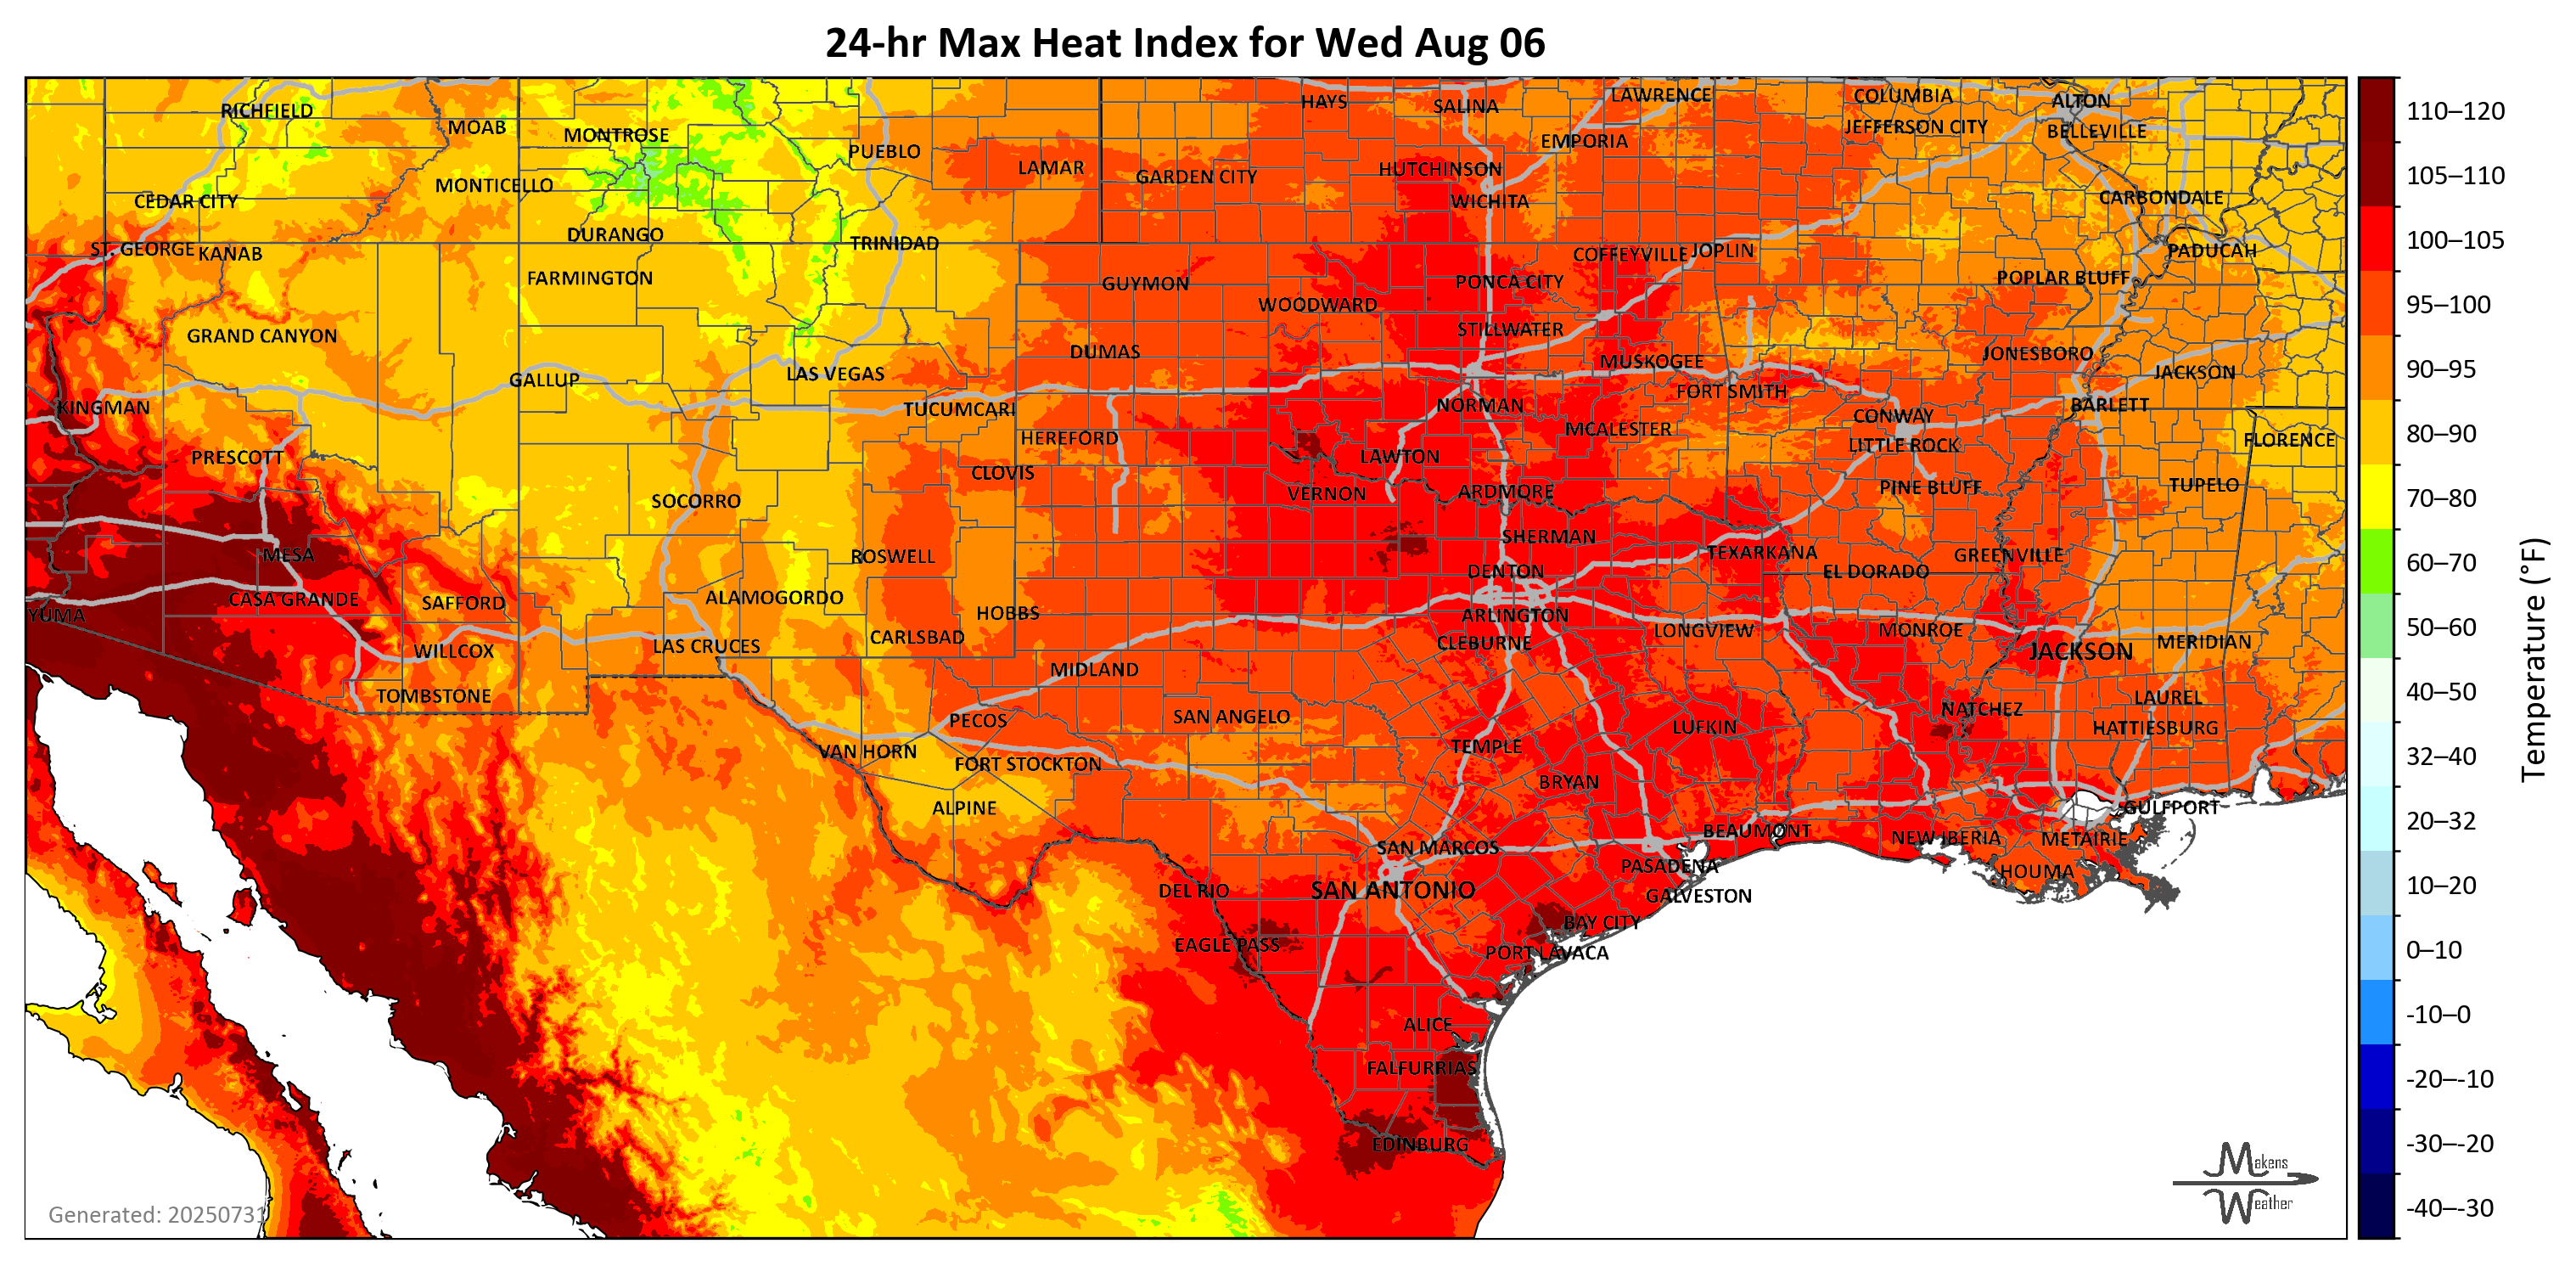 24-hr Max Heat Index for Wed Aug 06
RICHFIELD
MOAB
MONTROSE
PUEBLO
LAMAR
HAYS
SALINA
LAWRENCE
COLUMBIA
ALTON
JEFFERSON CITY
BELLEVILLE
EMPORIA
GARDEN CITY
HUTCHINSON
WICHITA
CEDAR CITY
MONTICELLO
CARBONDALE
ST. GEORGE
KANAB
DURANGO
TRINIDAD
COFFEYVILLE
JOPLIN
PADUCAH
FARMINGTON
GUYMON
PONCA CITY
POPLAR BLUFF
WOODWARD
GRAND CANYON
STILLWATER
DUMAS
MUSKOGEE
JONESBORO
JACKSON
GALLUP
LAS VEGAS
FORT SMITH
KINGMAN
TUCUMCARI
NORMAN
CONWAY
BARLETT
HEREFORD
MCALESTER
LITTLE ROCK
FLORENCE
PRESCOTT
CLOVIS
LAWTON
SOCORRO
VERNON
ARDMORE
PINE BLUFF
TUPELO
MESA
ROSWELL
SHERMAN
TEXARKANA
GREENVILLE
DENTON
EL DORADO
CASA GRANDE
SAFFORD
ALAMOGORDO
HOBBS
YUMA
ARLINGTON
LAS CRUCES
CARLSBAD
CLEBURNE
LONGVIEW
MONROE
WILLCOX
JACKSON
MERIDIAN
MIDLAND
TOMBSTONE
LAUREL
PECOS
SAN ANGELO
NATCHEZ
LUFKIN
HATTIESBURG
VAN HORN
FORT STOCKTON
TEMPLE
BRYAN
ALPINE
GULFPORT
BEAUMONT
NEW IBERIA
METAIRIE
SAN MARCOS
PASADENA
HOUMA
DEL RIO
SAN ANTONIO
GALVESTON
BAY CITY
EAGLE PASS
PORT LAVACA
ALICE
FALFURRIAS
EDINBURG
Generated: 20250731
Makens
Weather
110–120
105–110
100–105
95–100
90–95
80–90
70–80
60–70
50–60
40–50
32–40
20–32
10–20
0–10
-10–0
-20–-10
-30–-20
-40–-30
Temperature (°F)